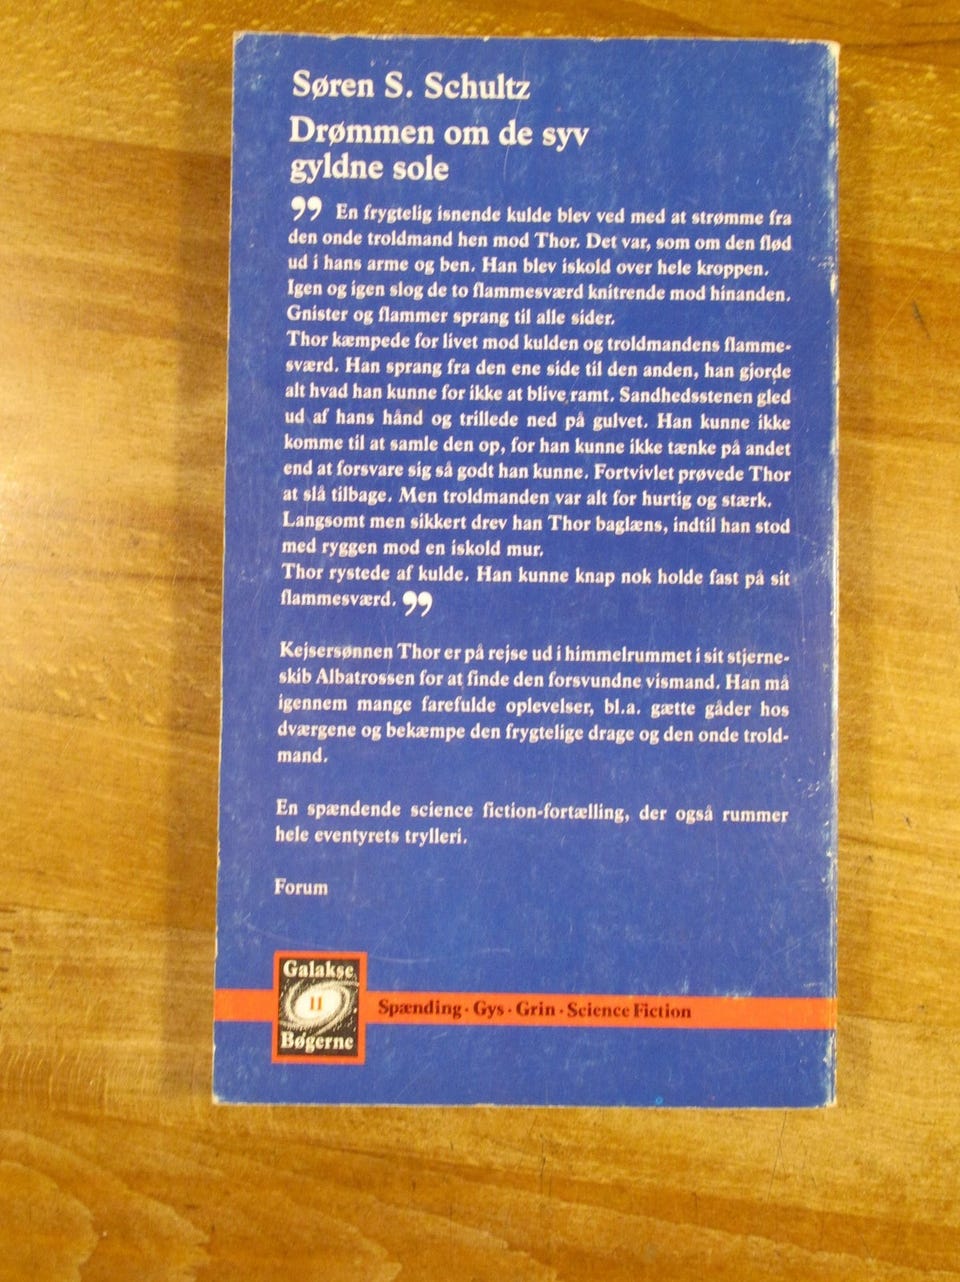 Søren S. Schultz
Drømmen om de syv
gyldne sole
” En frygtelig isnende kulde blev ved med at strømme fra
den onde troldmand hen mod Thor. Det var, som om den flød
ud i hans arme og ben. Han blev iskold over hele kroppen.
Igen og igen slog de to flammesværd knitrende mod hinanden.
Gnister og flammer sprang til alle sider.
Thor kæmpede for livet mod kulden og troldmandens flamme-
sværd. Han sprang fra den ene side til den anden, han gjorde
alt hvad han kunne for ikke at blive ramt. Sandhedsstenen gled
ud af hans hånd og trillede ned på gulvet. Han kunne ikke
komme til at samle den op, for han kunne ikke tænke på andet
end at forsvare sig så godt han kunne. Fortvivlet prøvede Thor
at slå tilbage. Men troldmanden var alt for hurtig og stærk.
Langsomt men sikkert drev han Thor baglæns, indtil han stod
med ryggen mod en iskold mur.
Thor rystede af kulde. Han kunne knap nok holde fast på sit
flammesværd. ”
Kejsersønnen Thor er på rejse ud i himmelrummet i sit stjerne-
skib Albatrossen for at finde den forsvundne vismand. Han må
igennem mange farefulde oplevelser, bl.a. gætte gåder hos
dværgene og bekæmpe den frygtelige drage og den onde trold-
mand.
En spændende science fiction-fortælling, der også rummer
hele eventyrets trylleri.
Forum
Galakse
11
Bøgerne
Spænding · Gys · Grin · Science Fiction